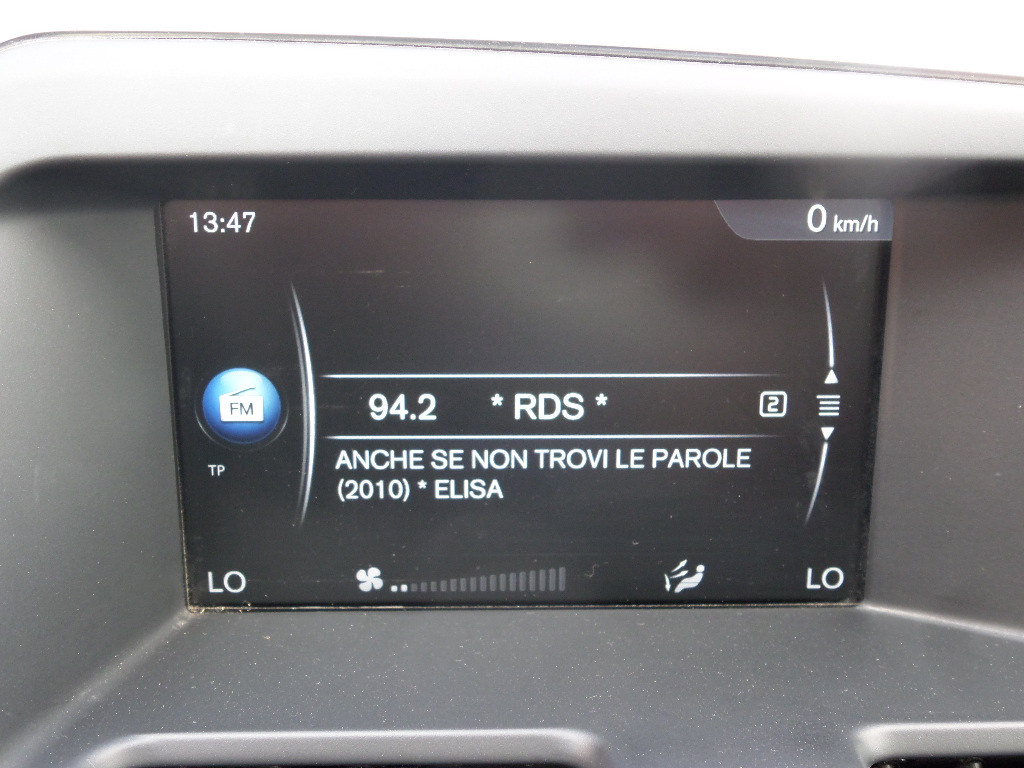 13:47
0 km/h
94.2 * RDS * 2
FM
ANCHE SE NON TROVI LE PAROLE
TP
(2010) * ELISA
LO LO